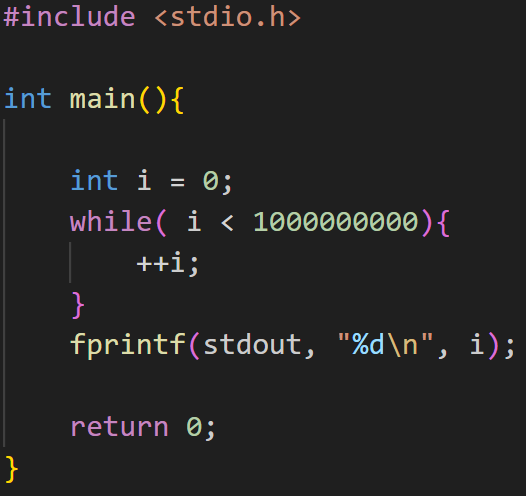 #include <stdio.h>
int main(){
int i = 0;
while( i < 1000000000){
++i;
}
fprintf(stdout, "%d\n", i);
return 0;
}